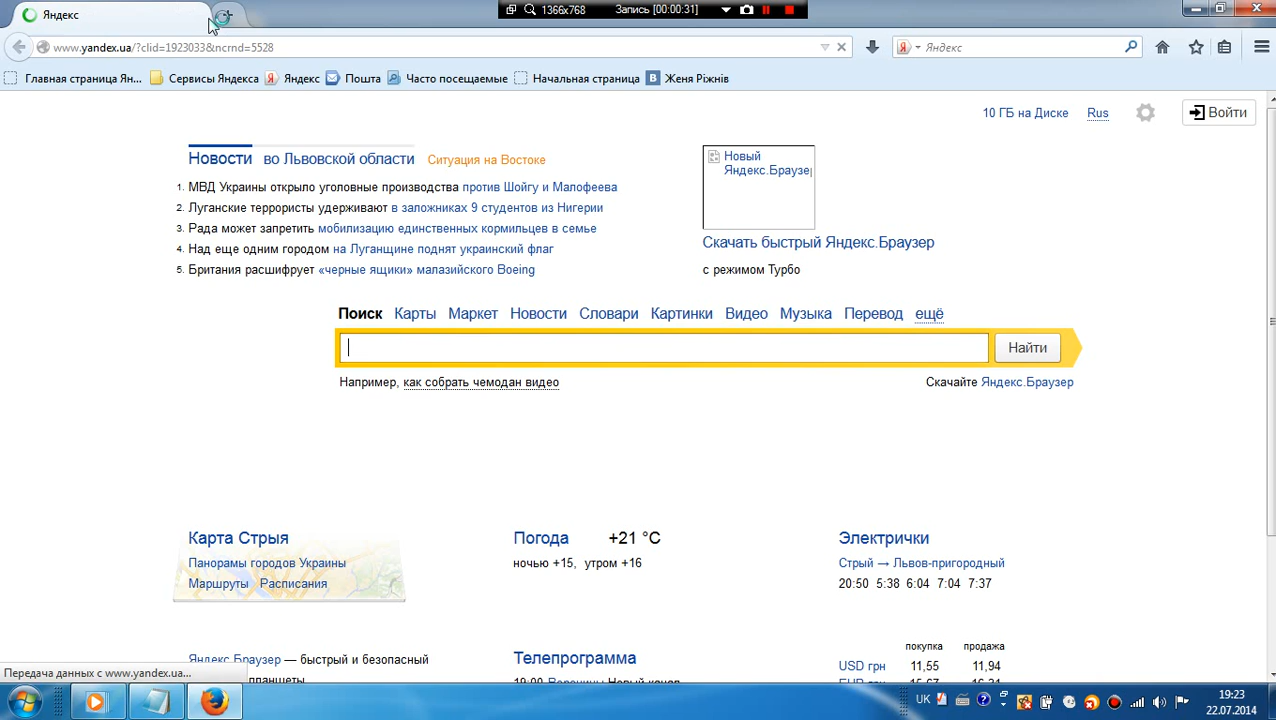 Яндекс
1366x768 Запись [00:00:31]
www.yandex.ua/?clid=1923033&ncrnd=5528
Яндекс
Главная страница Ян... Сервисы Яндекса Яндекс Почта Часто посещаемые Начальная страница Женя Ріжнів
10 ГБ на Диске Rus Войти
Новости во Львовской области Ситуация на Востоке
1. МВД Украины открыло уголовные производства против Шойгу и Малофеева
2. Луганские террористы удерживают в заложниках 9 студентов из Нигерии
3. Рада может запретить мобилизацию единственных кормильцев в семье
4. Над еще одним городом на Луганщине поднят украинский флаг
5. Британия расшифрует «черные ящики» малазийского Boeing
Новый
Яндекс.Браузер
Скачать быстрый Яндекс.Браузер
с режимом Турбо
Поиск Карты Маркет Новости Словари Картинки Видео Музыка Перевод ещё
Найти
Например, как собрать чемодан видео
Скачайте Яндекс.Браузер
Карта Стрыя
Панорамы городов Украины
Маршруты Расписания
Погода +21 °C
ночью +15, утром +16
Электрички
Стрый → Львов-пригородный
20:50 5:38 6:04 7:04 7:37
Яндекс.Браузер — быстрый и безопасный
Телепрограмма
покупка продажа
USD грн 11,55 11,94
Передача данных с www.yandex.ua...
UK
19:23
22.07.2014